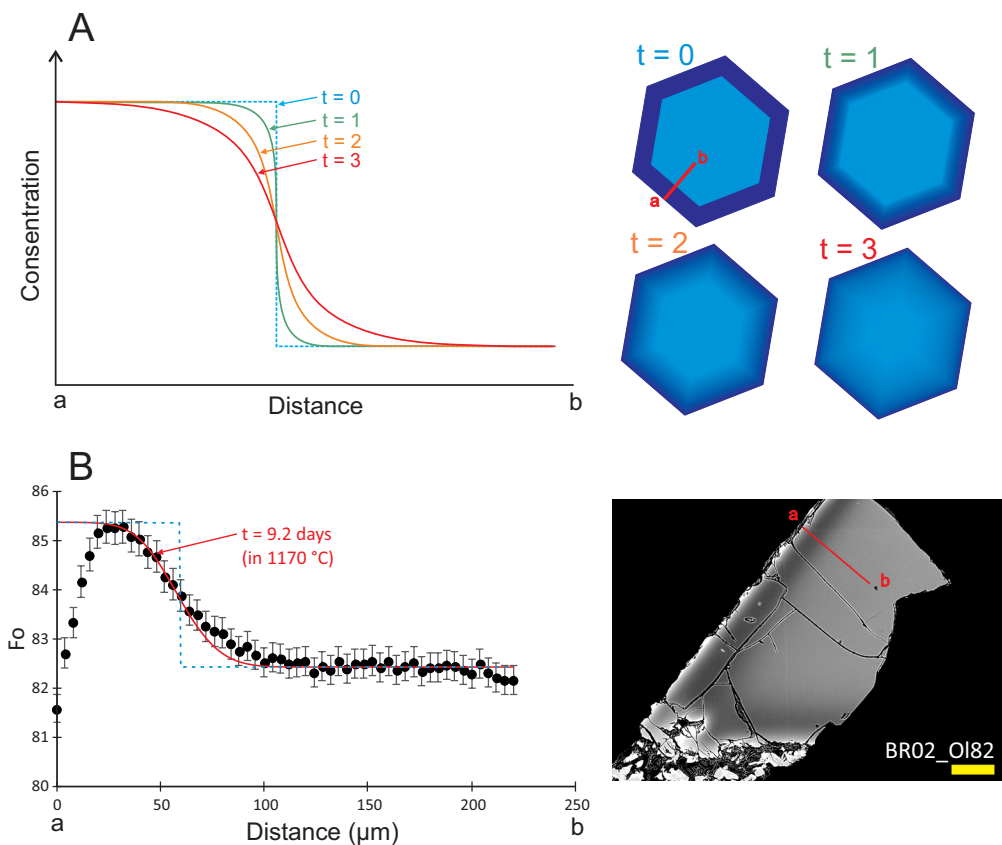 A
Consentration
t = 0
t = 1
t = 2
t = 3
a
Distance
b
t = 0
t = 1
b
a
t = 2
t = 3
B
Fo
86
85
84
83
82
81
80
t = 9.2 days
(in 1170 °C)
0
50
100
150
200
250
a
Distance (µm)
b
a
b
BR02_Ol82